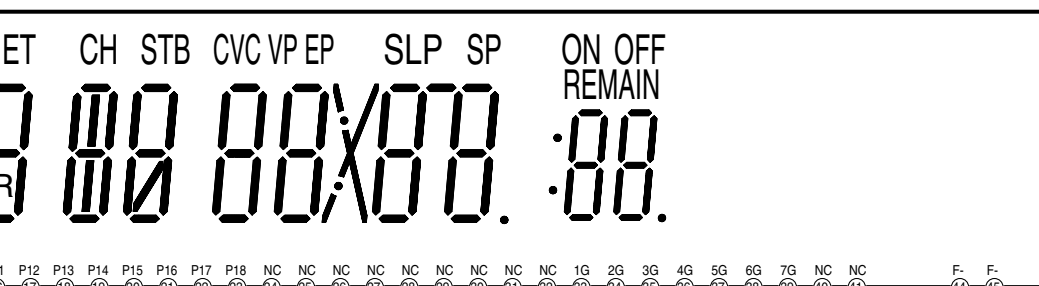 ET CH STB CVC VP EP SLP SP ON OFF
REMAIN
R
1 P12 P13 P14 P15 P16 P17 P18 NC NC NC NC NC NC NC NC NC 1G 2G 3G 4G 5G 6G 7G NC NC F- F-